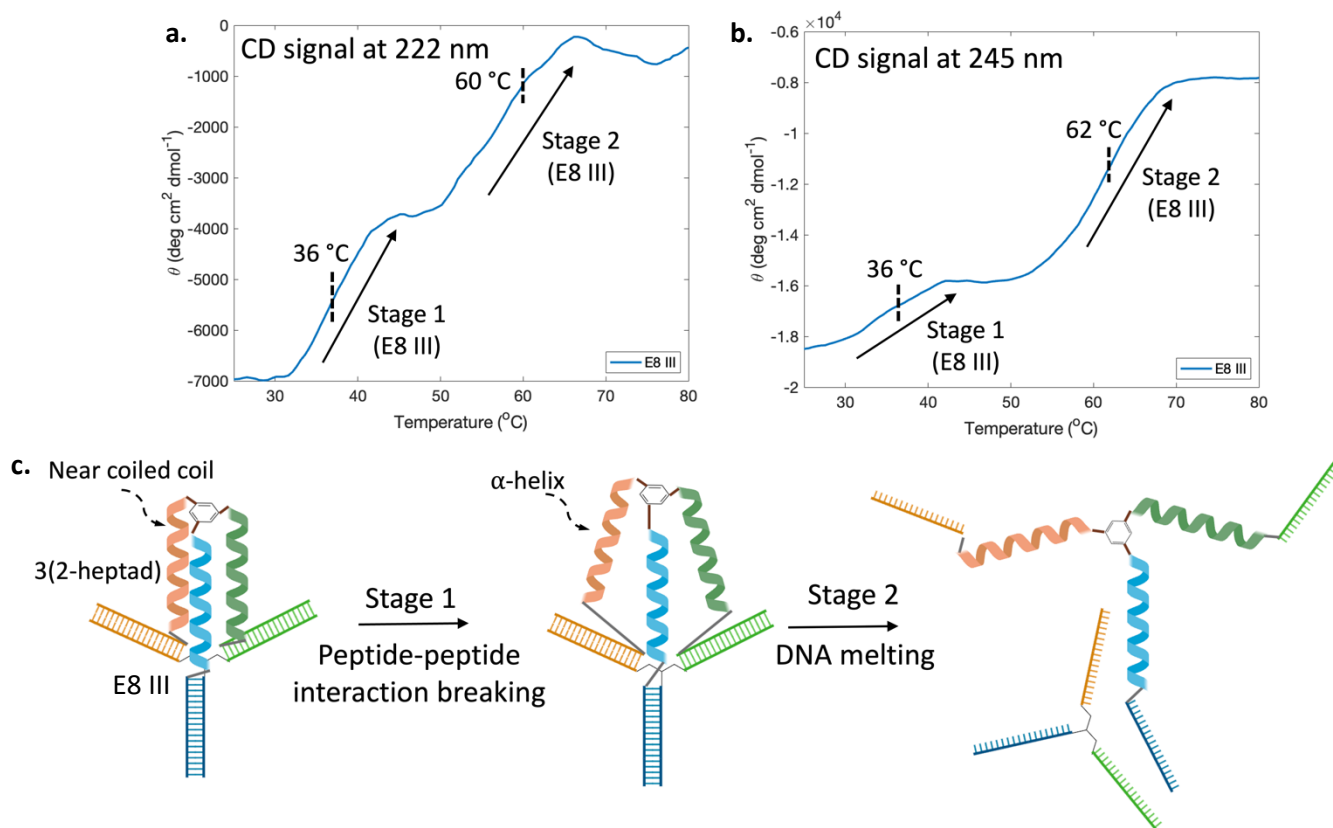 a.
CD signal at 222 nm
0
-1000
-2000
-3000
-4000
-5000
-6000
-7000
θ (deg cm² dmol⁻¹)
36 °C
60 °C
Stage 1
(E8 III)
Stage 2
(E8 III)
E8 III
30
40
50
60
70
80
Temperature (°C)
b.
×10⁴
CD signal at 245 nm
-0.6
-0.8
-1
-1.2
-1.4
-1.6
-1.8
-2
θ (deg cm² dmol⁻¹)
36 °C
62 °C
Stage 1
(E8 III)
Stage 2
(E8 III)
E8 III
30
40
50
60
70
80
Temperature (°C)
c.
Near coiled coil
3(2-heptad)
E8 III
Stage 1
Peptide-peptide
interaction breaking
α-helix
Stage 2
DNA melting